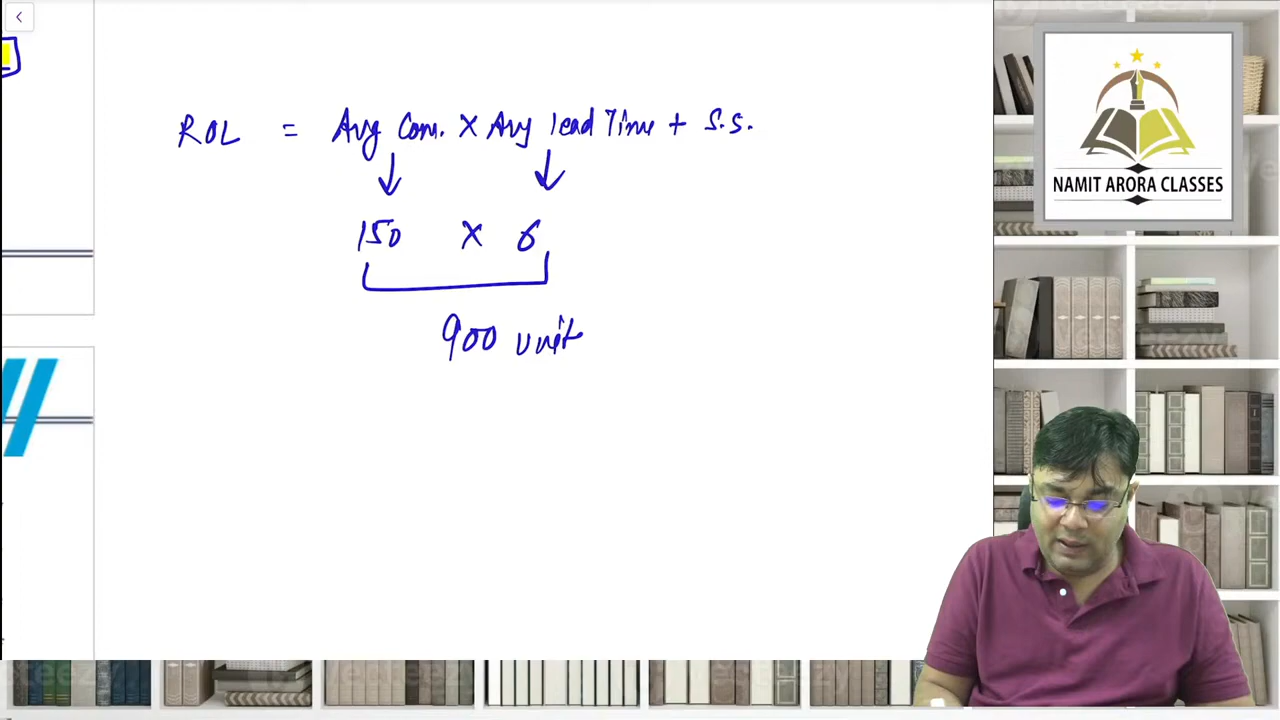 ROL = Avg Con. X Avg lead Time + S.S.
150 X 6
900 unit
NAMIT ARORA CLASSES